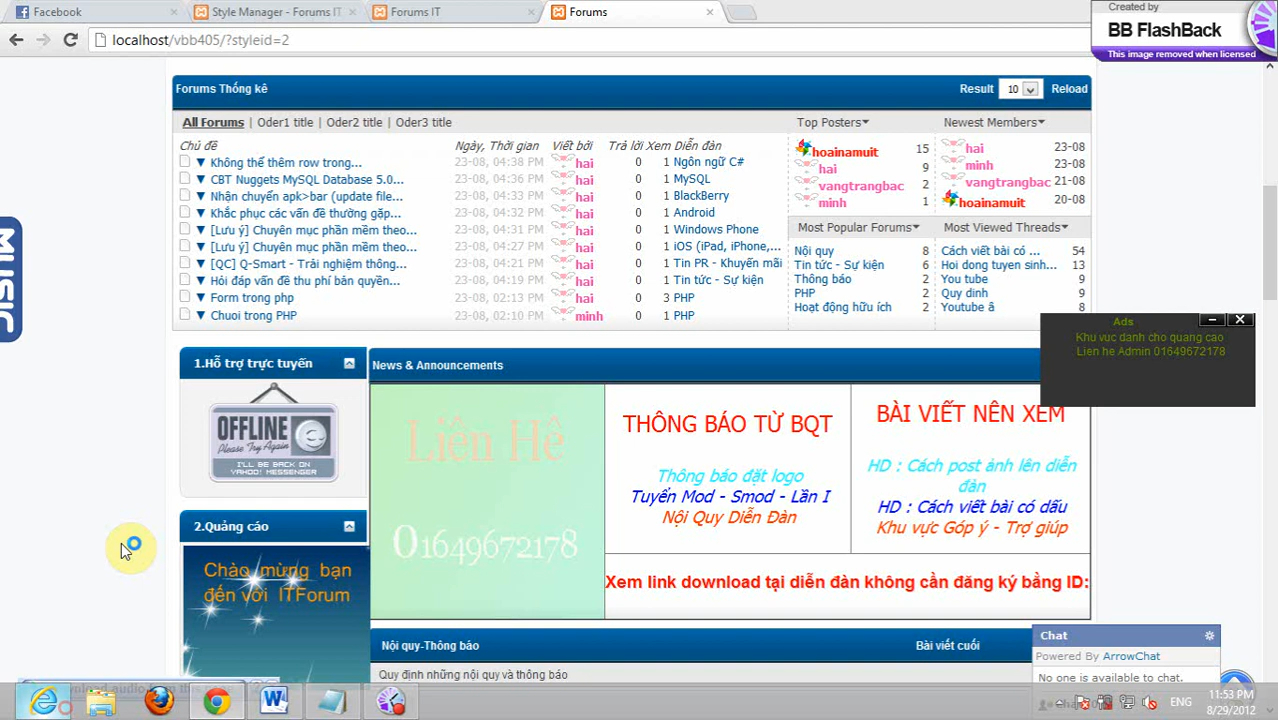 Facebook
Style Manager - Forums IT
Forums IT
Forums
Created by
BB FlashBack
This image removed when licensed
localhost/vbb405/?styleid=2
Forums Thống kê
Result 10 Reload
All Forums | Oder1 title | Oder2 title | Oder3 title
Top Posters
Newest Members
Chủ đề Ngày, Thời gian Viết bởi Trả lời Xem Diễn đàn
Không thể thêm row trong... 23-08, 04:38 PM hai 0 1 Ngôn ngữ C#
CBT Nuggets MySQL Database 5.0... 23-08, 04:36 PM hai 0 1 MySQL
Nhận chuyển apk>bar (update file... 23-08, 04:33 PM hai 0 1 BlackBerry
Khắc phục các vấn đề thường gặp... 23-08, 04:32 PM hai 0 1 Android
[Lưu ý] Chuyên mục phần mềm theo... 23-08, 04:31 PM hai 0 1 Windows Phone
[Lưu ý] Chuyên mục phần mềm theo... 23-08, 04:27 PM hai 0 1 iOS (iPad, iPhone,...
[QC] Q-Smart - Trải nghiệm thông... 23-08, 04:21 PM hai 0 1 Tin PR - Khuyến mãi
Hỏi đáp vấn đề thu phí bản quyền... 23-08, 04:19 PM hai 0 1 Tin tức - Sự kiện
Form trong php 23-08, 02:13 PM hai 0 3 PHP
Chuoi trong PHP 23-08, 02:10 PM minh 0 1 PHP
hoainamuit 15
hai 9
vangtrangbac 2
minh 1
hai 23-08
minh 23-08
vangtrangbac 21-08
hoainamuit 20-08
Most Popular Forums
Most Viewed Threads
Nội quy 8
Tin tức - Sự kiện 6
Thông báo 2
PHP 2
Hoạt động hữu ích 2
Cách viết bài có ... 54
Hoi dong tuyen sinh... 13
You tube 9
Quy dinh 9
Youtube ã 8
MUSIC
Ads
Khu vuc danh cho quang cao
Lien he Admin 01649672178
1.Hỗ trợ trực tuyến
OFFLINE
Please Try Again
I'LL BE BACK ON
YAHOO! MESSENGER
2.Quảng cáo
Chào mừng bạn
đến với ITForum
News & Announcements
Liên Hệ
01649672178
THÔNG BÁO TỪ BQT
Thông báo đặt logo
Tuyển Mod - Smod - Lần I
Nội Quy Diễn Đàn
BÀI VIẾT NÊN XEM
HD : Cách post ảnh lên diễn
đàn
HD : Cách viết bài có dấu
Khu vực Góp ý - Trợ giúp
Xem link download tại diễn đàn không cần đăng ký bằng ID:
Nội quy-Thông báo
Bài viết cuối
Quy định những nội quy và thông báo
Chat
Powered By ArrowChat
No one is available to chat.
ENG
11:53 PM
8/29/2012